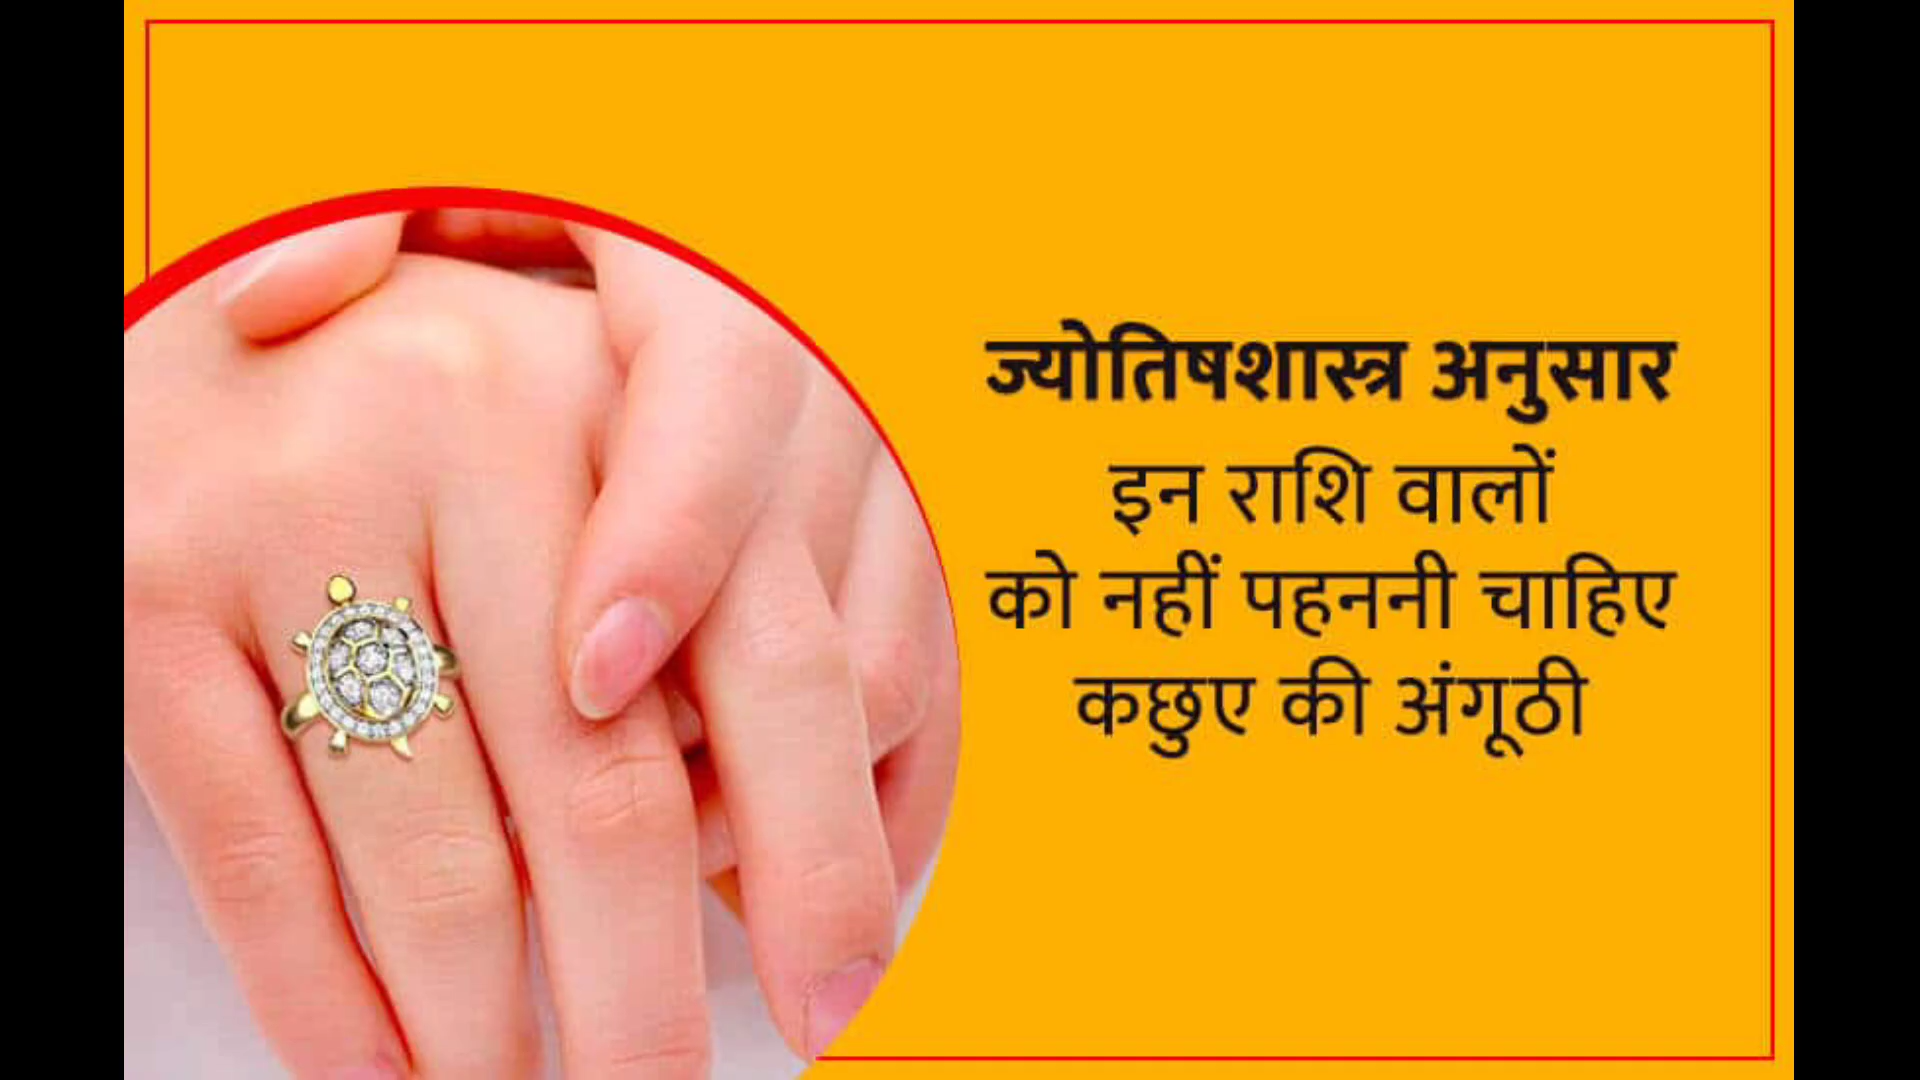 ज्योतिषशास्त्र अनुसार
इन राशि वालों
को नहीं पहननी चाहिए
कछुए की अंगूठी